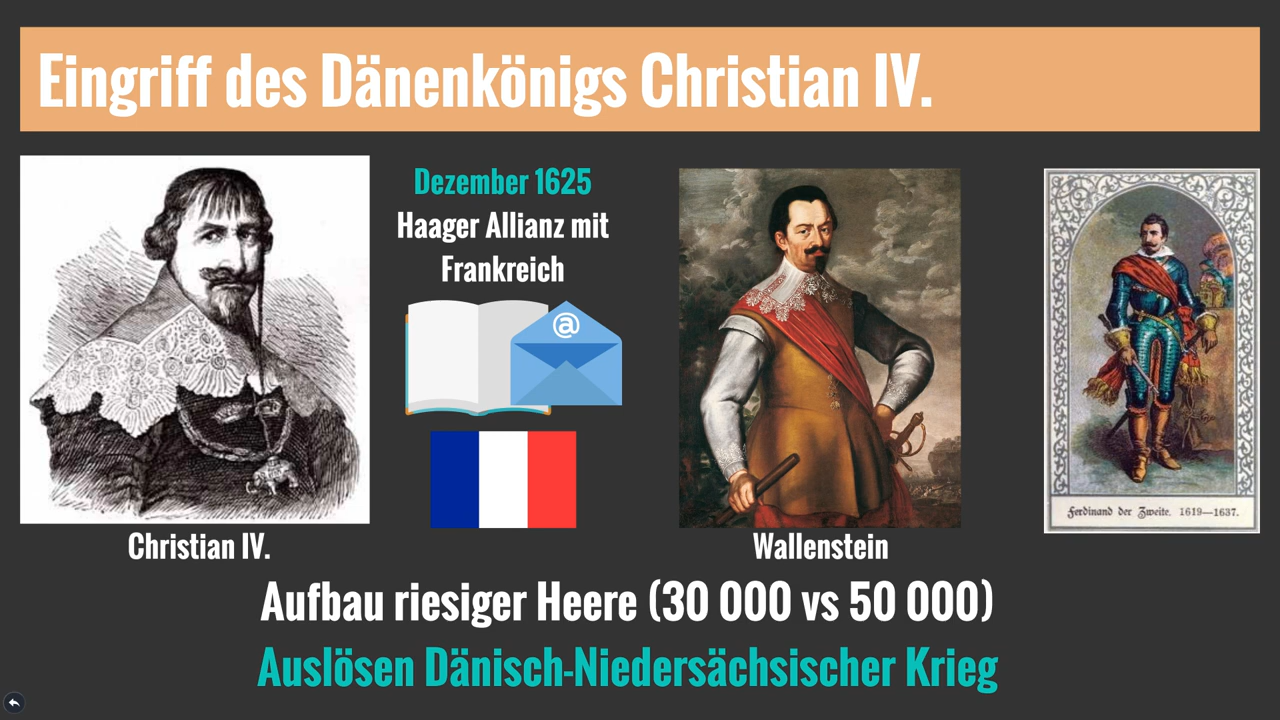 Eingriff des Dänenkönigs Christian IV.
Dezember 1625
Haager Allianz mit
Frankreich
@
Ferdinand der Zweite. 1619—1637.
Christian IV.
Wallenstein
Aufbau riesiger Heere (30 000 vs 50 000)
Auslösen Dänisch-Niedersächsischer Krieg